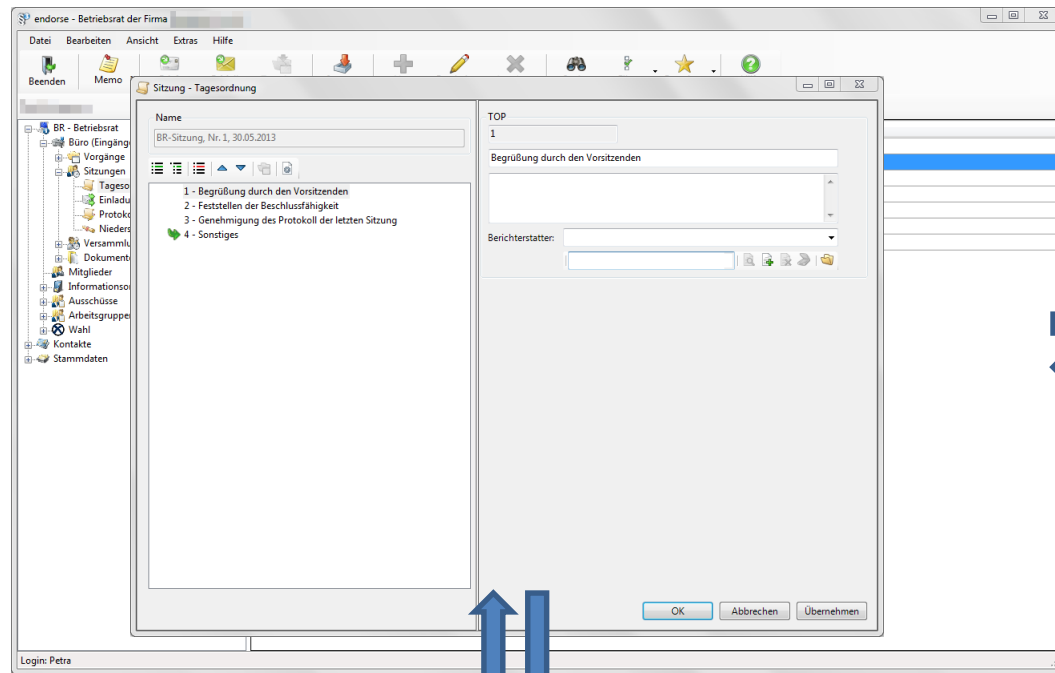 endorse - Betriebsrat der Firma
Datei Bearbeiten Ansicht Extras Hilfe
Beenden Memo
Sitzung - Tagesordnung
BR - Betriebsrat
Büro (Eingäng
Vorgänge
Sitzungen
Tageso
Einladu
Protoko
Nieders
Versammlu
Dokument
Mitglieder
Informationso
Ausschüsse
Arbeitsgruppe
Wahl
Kontakte
Stammdaten
Name
BR-Sitzung, Nr. 1, 30.05.2013
1 - Begrüßung durch den Vorsitzenden
2 - Feststellen der Beschlussfähigkeit
3 - Genehmigung des Protokoll der letzten Sitzung
4 - Sonstiges
TOP
1
Begrüßung durch den Vorsitzenden
Berichterstatter:
OK Abbrechen Übernehmen
Login: Petra